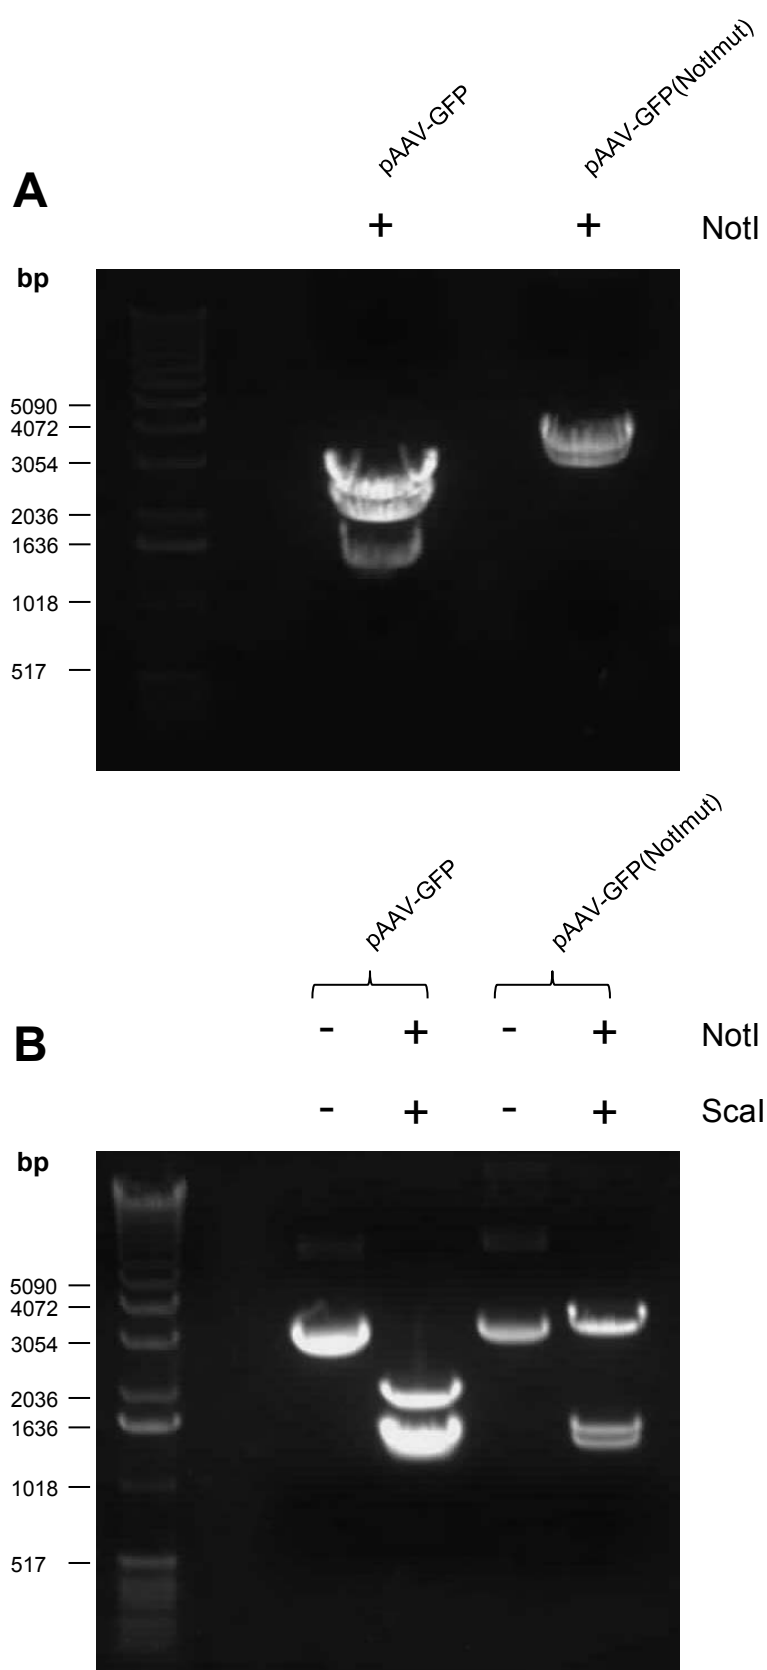 pAAV-GFP
pAAV-GFP(NotImut)
A
+ + NotI
bp
5090
4072
3054
2036
1636
1018
517
pAAV-GFP
pAAV-GFP(NotImut)
B
- + - + NotI
- + - + ScaI
bp
5090
4072
3054
2036
1636
1018
517